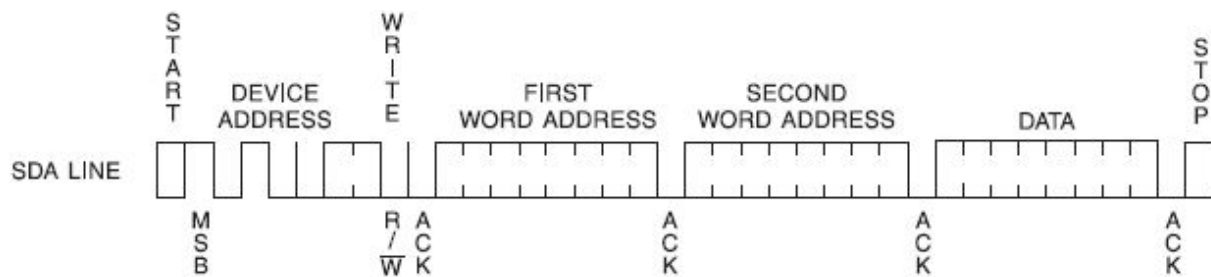 START
WRITE
STOP
DEVICE
ADDRESS
FIRST
WORD ADDRESS
SECOND
WORD ADDRESS
DATA
SDA LINE
MSB
R/W
ACK
ACK
ACK
ACK